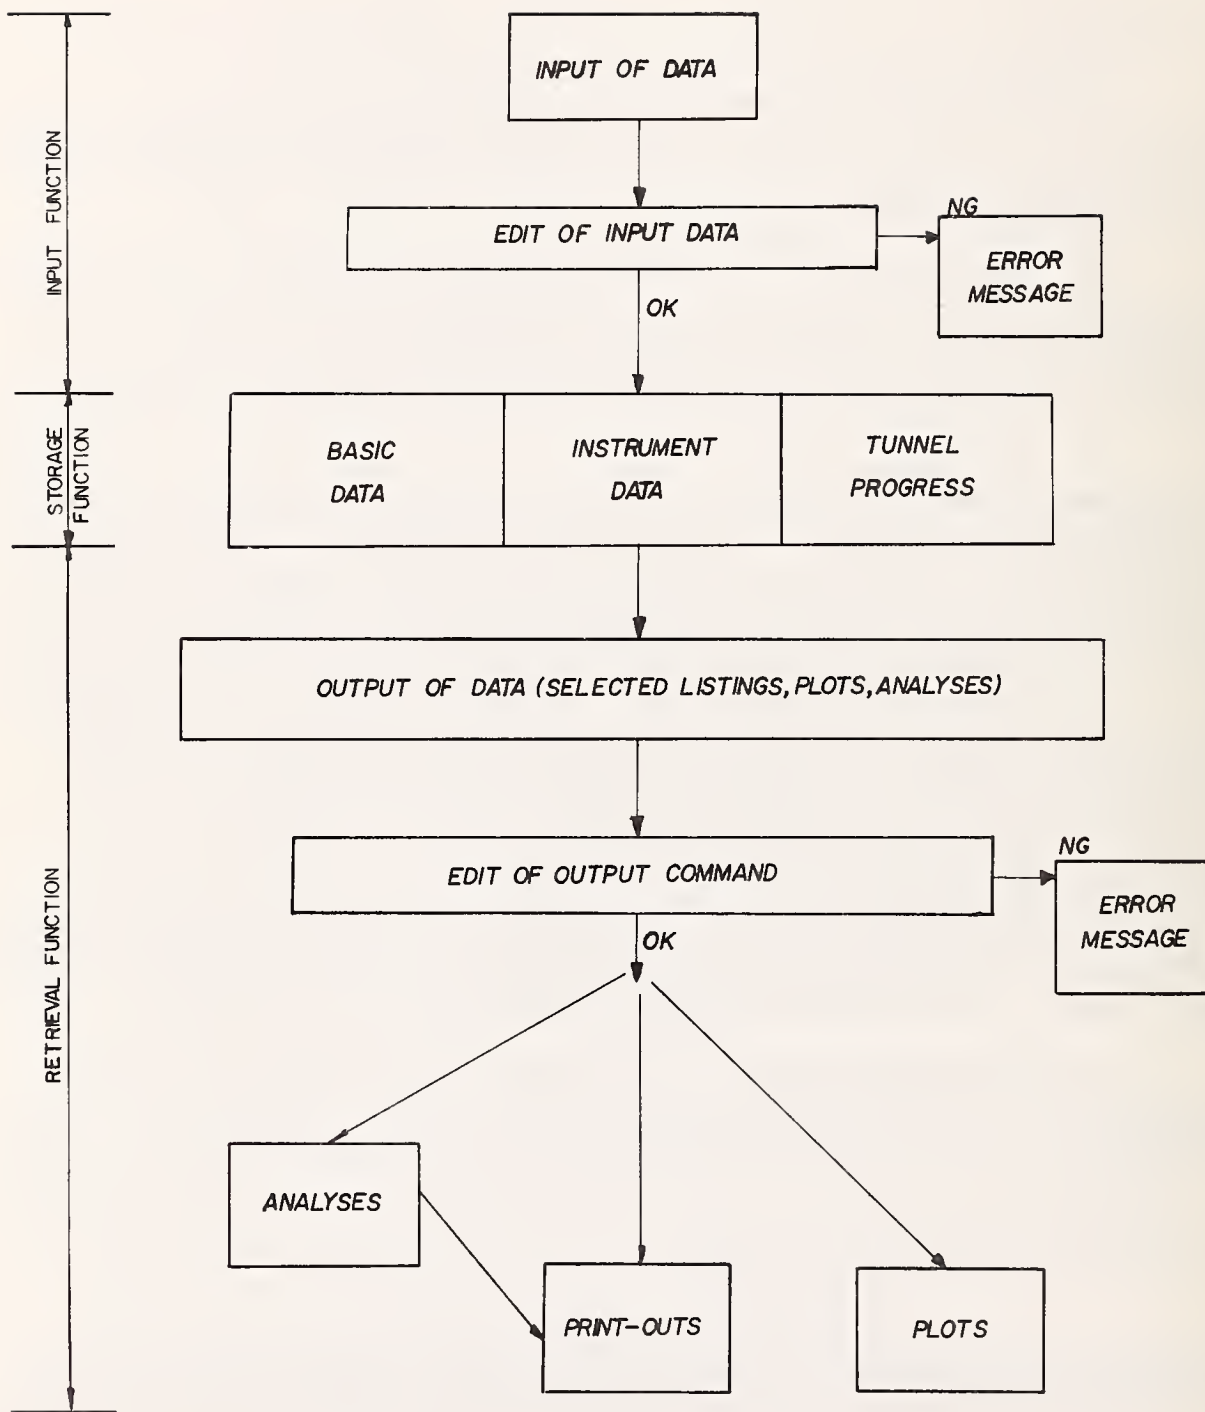 INPUT OF DATA
INPUT FUNCTION
EDIT OF INPUT DATA
NG
ERROR
MESSAGE
OK
STORAGE
FUNCTION
BASIC
DATA
INSTRUMENT
DATA
TUNNEL
PROGRESS
OUTPUT OF DATA (SELECTED LISTINGS, PLOTS, ANALYSES)
RETRIEVAL FUNCTION
EDIT OF OUTPUT COMMAND
NG
ERROR
MESSAGE
OK
ANALYSES
PRINT-OUTS
PLOTS